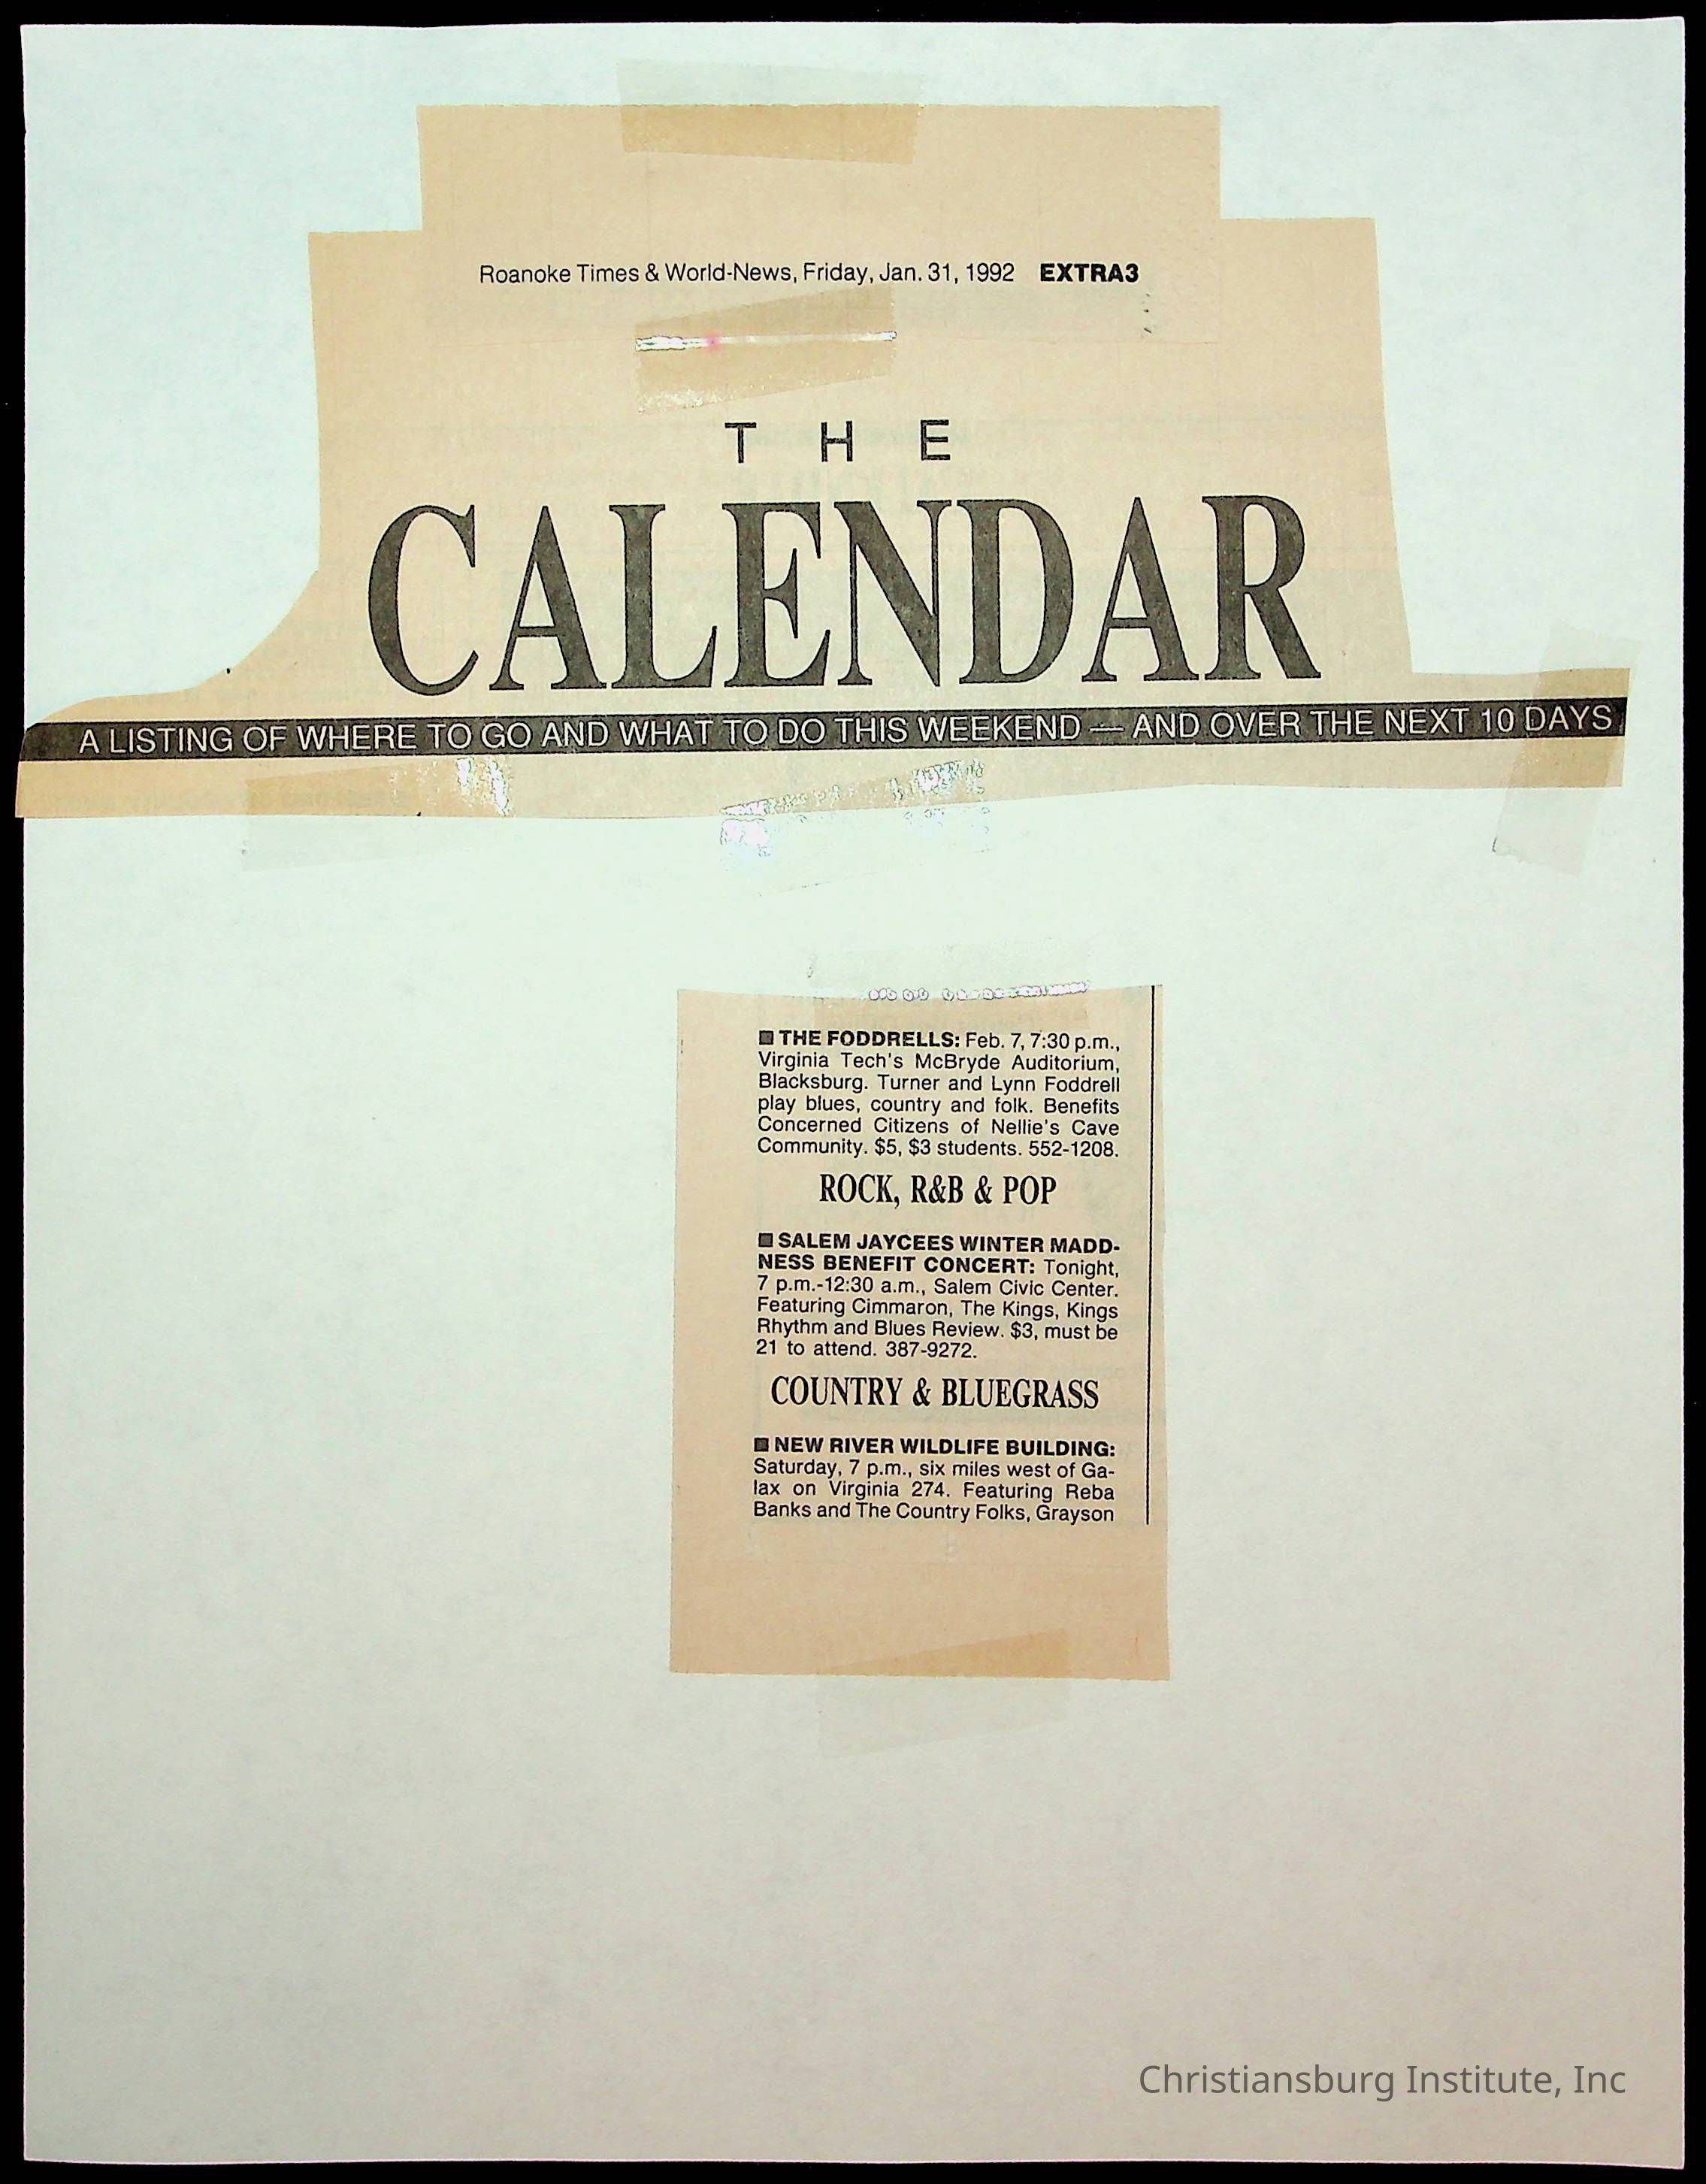 Roanoke Times & World-News, Friday, Jan. 31, 1992 EXTRA3
THE
CALENDAR
A LISTING OF WHERE TO GO AND WHAT TO DO THIS WEEKEND — AND OVER THE NEXT 10 DAYS
■ THE FODDRELLS: Feb. 7, 7:30 p.m.,
Virginia Tech's McBryde Auditorium,
Blacksburg. Turner and Lynn Foddrell
play blues, country and folk. Benefits
Concerned Citizens of Nellie's Cave
Community. $5, $3 students. 552-1208.
ROCK, R&B & POP
■ SALEM JAYCEES WINTER MADD-
NESS BENEFIT CONCERT: Tonight,
7 p.m.-12:30 a.m., Salem Civic Center.
Featuring Cimmaron, The Kings, Kings
Rhythm and Blues Review. $3, must be
21 to attend. 387-9272.
COUNTRY & BLUEGRASS
■ NEW RIVER WILDLIFE BUILDING:
Saturday, 7 p.m., six miles west of Ga-
lax on Virginia 274. Featuring Reba
Banks and The Country Folks, Grayson
Christiansburg Institute, Inc